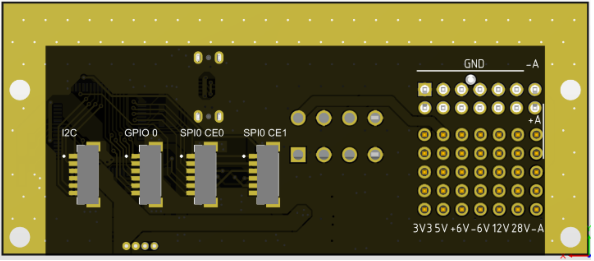 GND
-A
+A
I2C
GPIO 0
SPI0 CE0
SPI0 CE1
3V3 5V +6V -6V 12V 28V -A